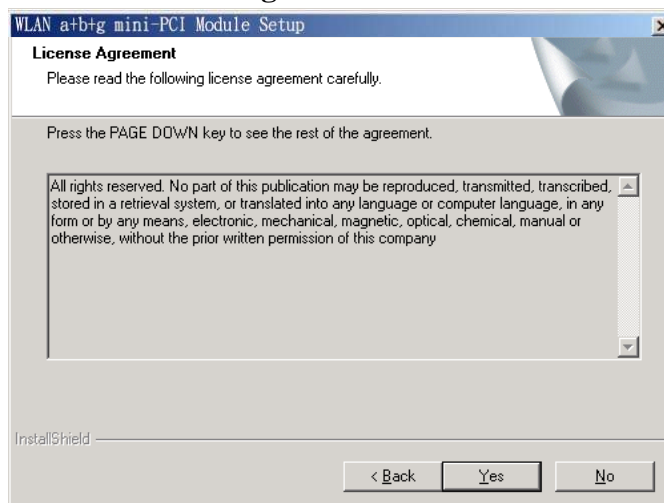 WLAN a+b+g mini-PCI Module Setup
License Agreement
Please read the following license agreement carefully.
Press the PAGE DOWN key to see the rest of the agreement.
All rights reserved. No part of this publication may be reproduced, transmitted, transcribed,
stored in a retrieval system, or translated into any language or computer language, in any
form or by any means, electronic, mechanical, magnetic, optical, chemical, manual or
otherwise, without the prior written permission of this company
InstallShield
< Back Yes No